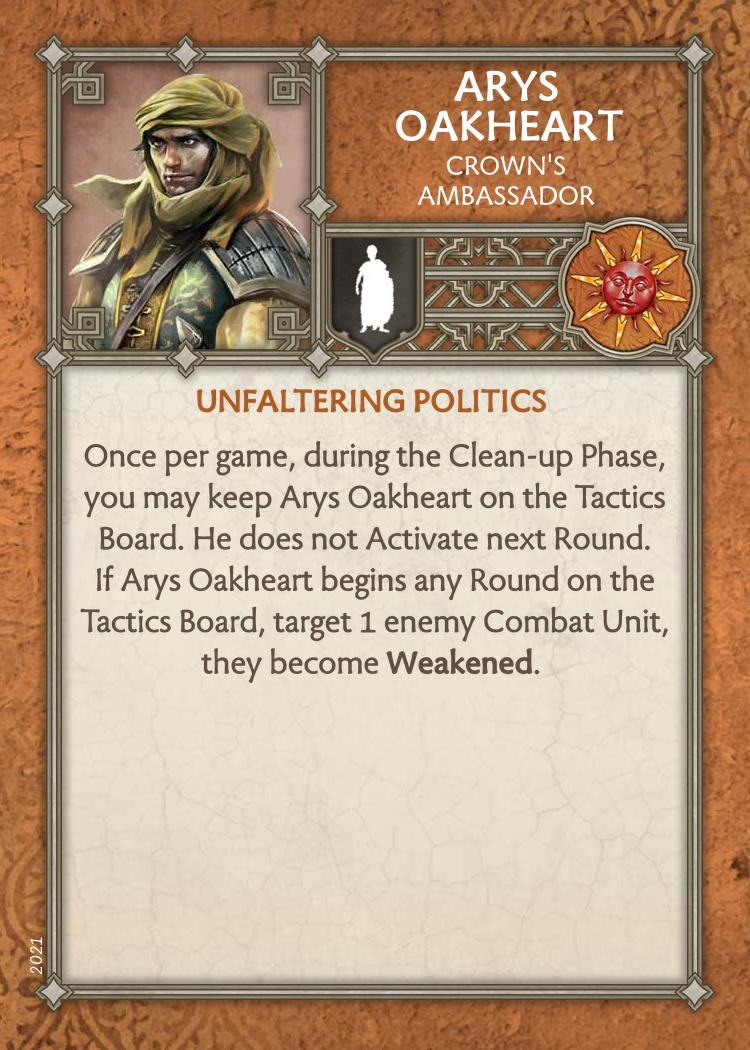 ARYS
OAKHEART
CROWN'S
AMBASSADOR
UNFALTERING POLITICS
Once per game, during the Clean-up Phase,
you may keep Arys Oakheart on the Tactics
Board. He does not Activate next Round.
If Arys Oakheart begins any Round on the
Tactics Board, target 1 enemy Combat Unit,
they become Weakened.
2021